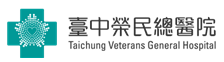 臺中榮民總醫院
Taichung Veterans General Hospital